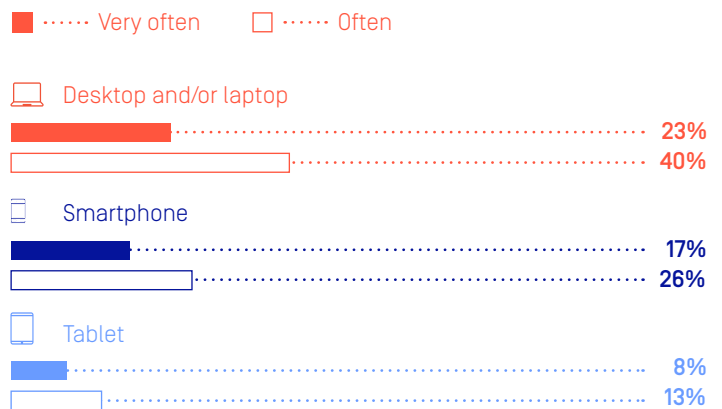 Very often Often
Desktop and/or laptop
23%
40%
Smartphone
17%
26%
Tablet
8%
13%